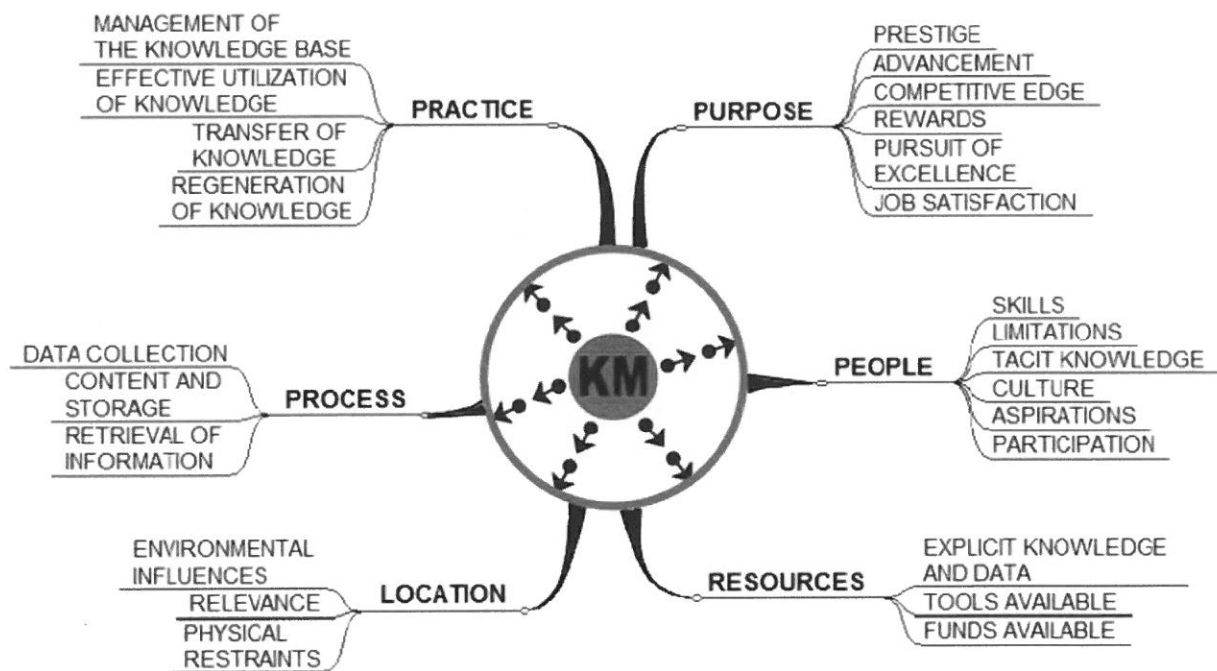 MANAGEMENT OF
THE KNOWLEDGE BASE
EFFECTIVE UTILIZATION
OF KNOWLEDGE
TRANSFER OF
KNOWLEDGE
REGENERATION
OF KNOWLEDGE
PRACTICE
PURPOSE
PRESTIGE
ADVANCEMENT
COMPETITIVE EDGE
REWARDS
PURSUIT OF
EXCELLENCE
JOB SATISFACTION
DATA COLLECTION
CONTENT AND
STORAGE
RETRIEVAL OF
INFORMATION
PROCESS
KM
PEOPLE
SKILLS
LIMITATIONS
TACIT KNOWLEDGE
CULTURE
ASPIRATIONS
PARTICIPATION
ENVIRONMENTAL
INFLUENCES
RELEVANCE
PHYSICAL
RESTRAINTS
LOCATION
RESOURCES
EXPLICIT KNOWLEDGE
AND DATA
TOOLS AVAILABLE
FUNDS AVAILABLE